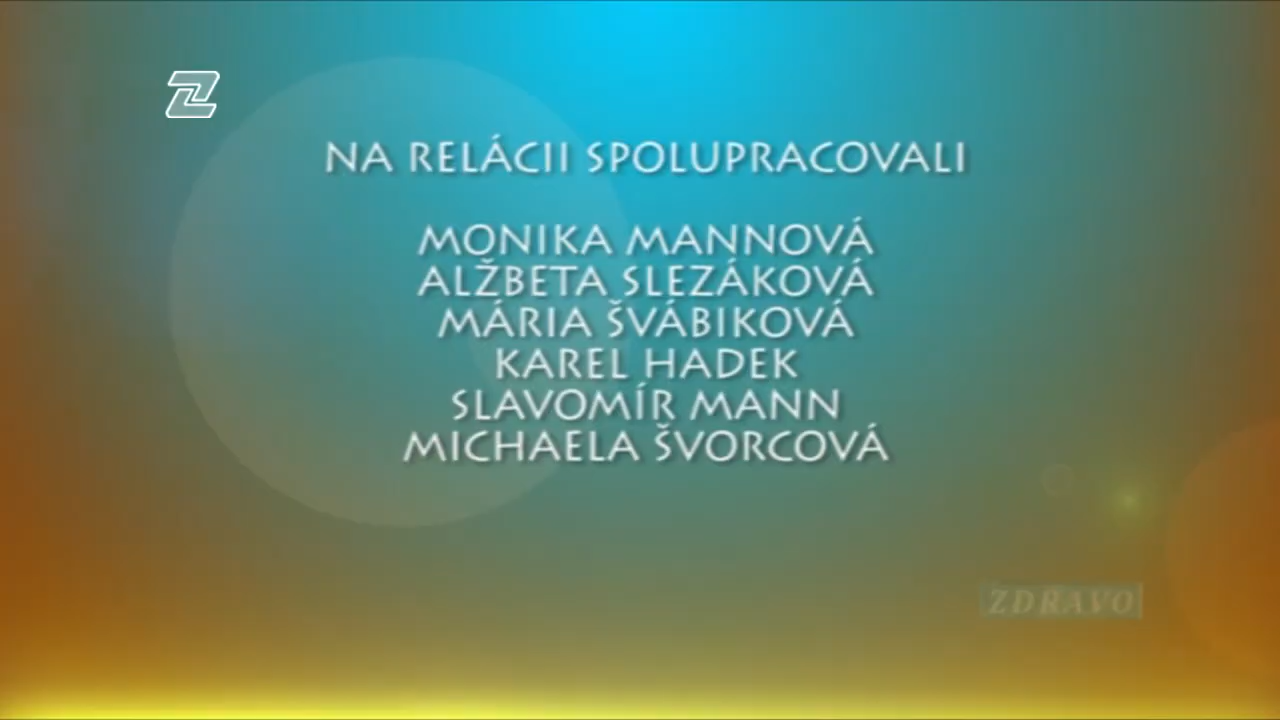 Z
NA RELÁCII SPOLUPRACOVALI
MONIKA MANNOVÁ
ALŽBETA SLEZÁKOVÁ
MÁRIA ŠVÁBIKOVÁ
KAREL HADEK
SLAVOMÍR MANN
MICHAELA ŠVORCOVÁ
ZDRAVO